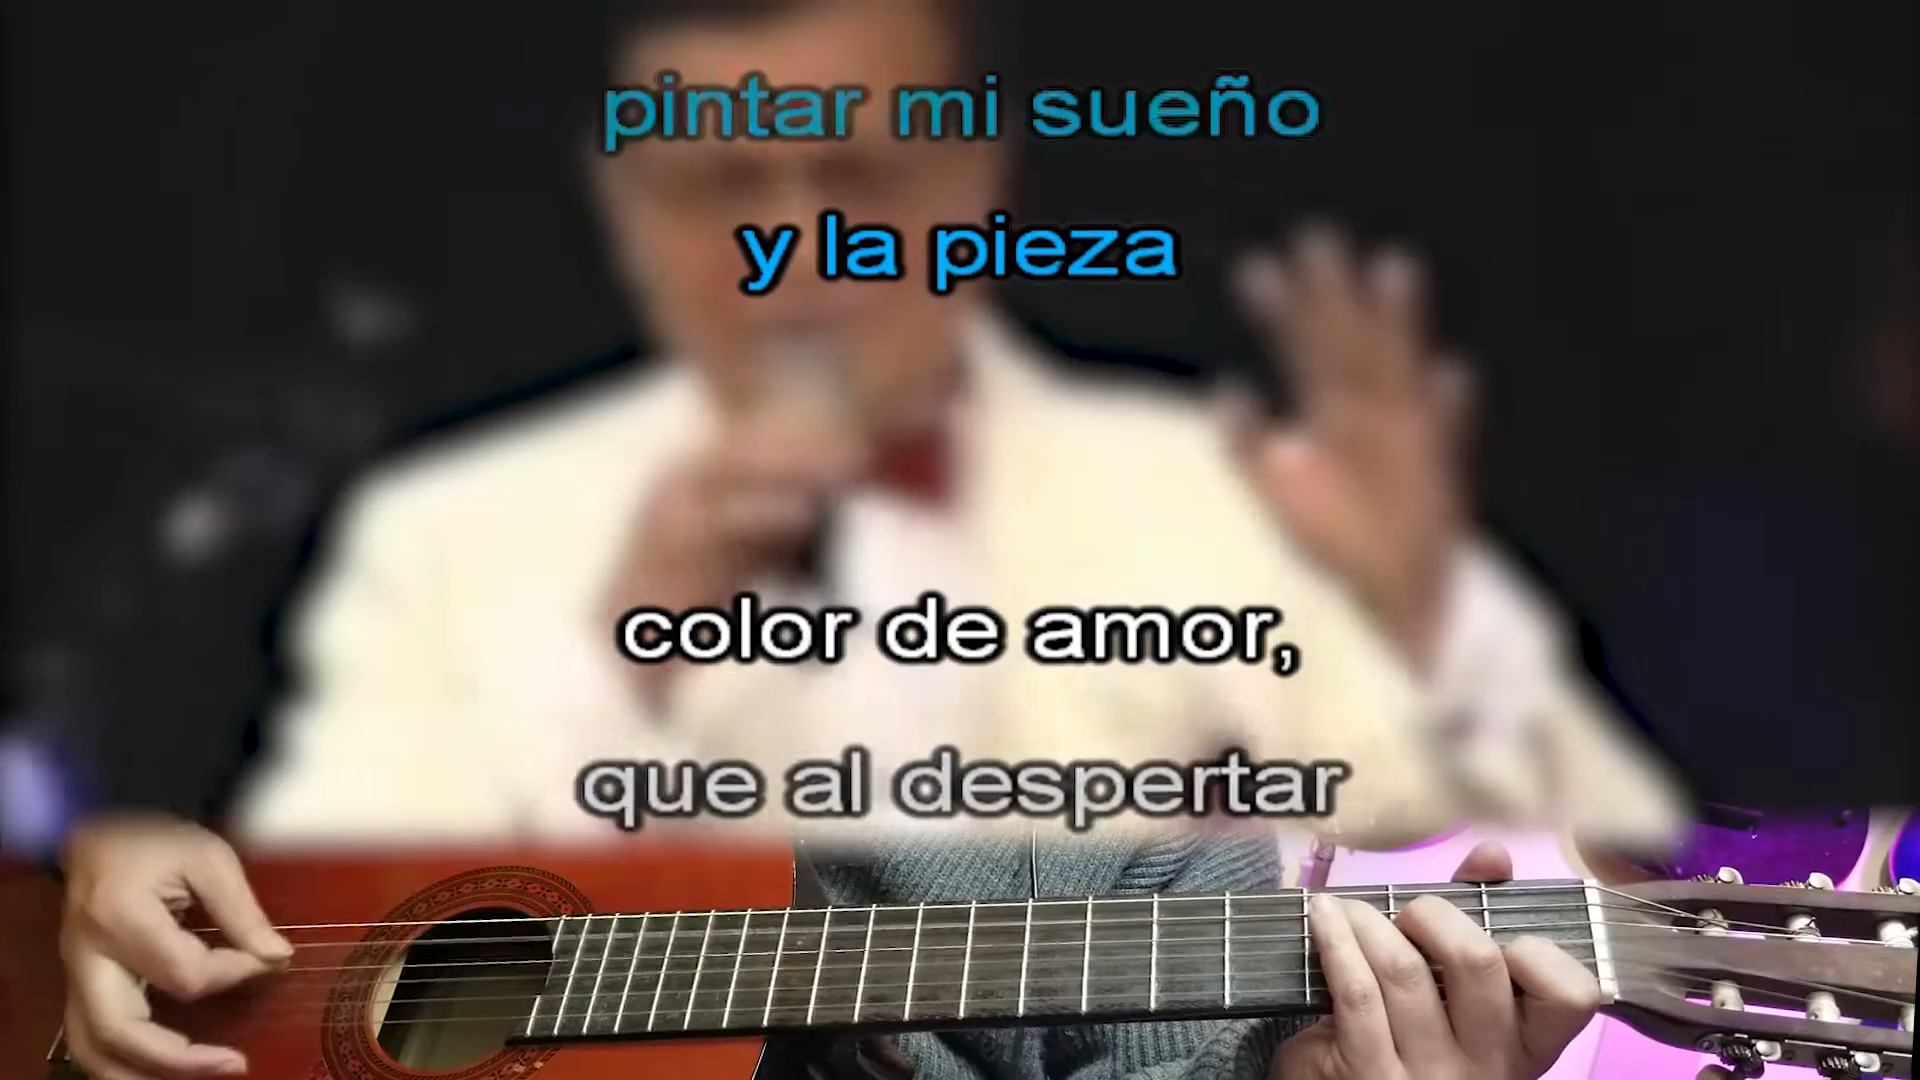 pintar mi sueño
y la pieza
color de amor,
que al despertar